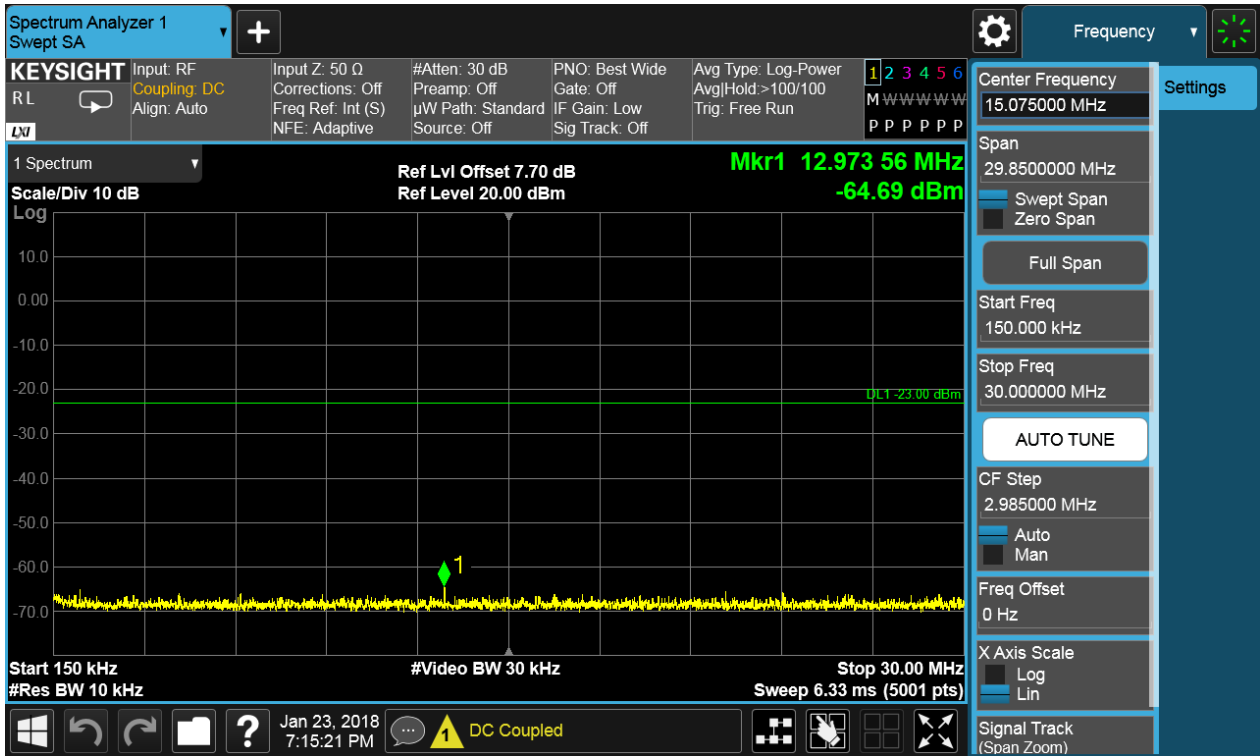 Spectrum Analyzer 1
Swept SA
+
Frequency
KEYSIGHT
R L
LXI
Input: RF
Coupling: DC
Align: Auto
Input Z: 50 Ω
Corrections: Off
Freq Ref: Int (S)
NFE: Adaptive
#Atten: 30 dB
Preamp: Off
µW Path: Standard
Source: Off
PNO: Best Wide
Gate: Off
IF Gain: Low
Sig Track: Off
Avg Type: Log-Power
Avg|Hold:>100/100
Trig: Free Run
1 2 3 4 5 6
M W W W W W
P P P P P P
1 Spectrum
Scale/Div 10 dB
Log
Ref Lvl Offset 7.70 dB
Ref Level 20.00 dBm
Mkr1 12.973 56 MHz
-64.69 dBm
10.0
0.00
-10.0
-20.0
-30.0
-40.0
-50.0
-60.0
-70.0
DL1 -23.00 dBm
1
Start 150 kHz
#Res BW 10 kHz
#Video BW 30 kHz
Stop 30.00 MHz
Sweep 6.33 ms (5001 pts)
Center Frequency
15.075000 MHz
Span
29.8500000 MHz
Swept Span
Zero Span
Full Span
Start Freq
150.000 kHz
Stop Freq
30.000000 MHz
AUTO TUNE
CF Step
2.985000 MHz
Auto
Man
Freq Offset
0 Hz
X Axis Scale
Log
Lin
Signal Track
(Span Zoom)
Settings
?
Jan 23, 2018
7:15:21 PM
1
DC Coupled